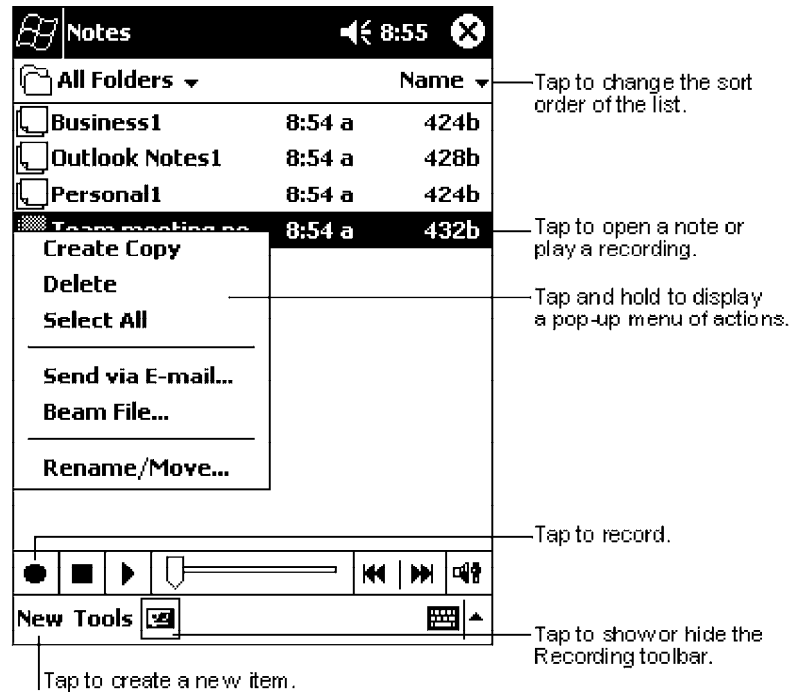 Notes 8:55
All Folders Name
Tap to change the sort
order of the list.
Business1 8:54 a 424b
Outlook Notes1 8:54 a 428b
Personal1 8:54 a 424b
Team meeting no... 8:54 a 432b
Tap to open a note or
play a recording.
Create Copy
Delete
Select All
Tap and hold to display
a pop-up menu of actions.
Send via E-mail...
Beam File...
Rename/Move...
Tap to record.
New Tools
Tap to show or hide the
Recording toolbar.
Tap to create a new item.